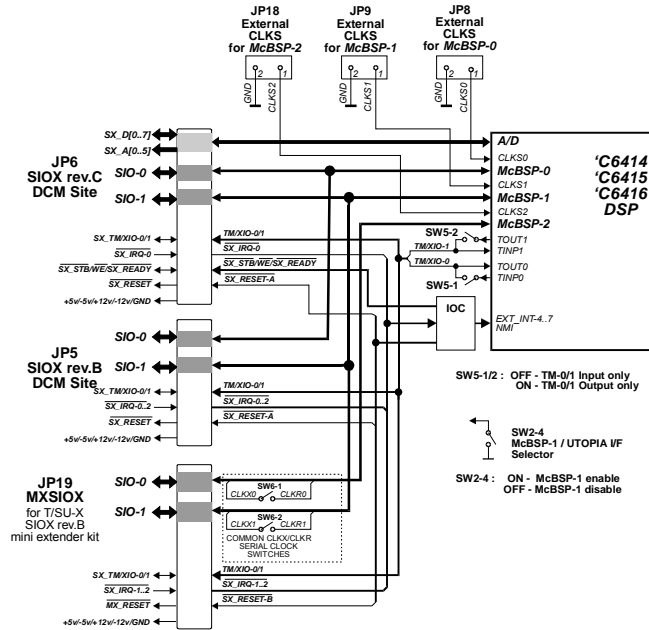 JP18
External
CLKS
for McBSP-2
JP9
External
CLKS
for McBSP-1
JP8
External
CLKS
for McBSP-0
2 1
2 1
2 1
GND
CLKS2
GND
CLKS1
GND
CLKS0
JP6
SIOX rev.C
DCM Site
SX_D[0..7]
SX_A[0..5]
SIO-0
SIO-1
SX_TM/XIO-0/1
SX_IRQ-0
SX_STB/WE/SX_READY
SX_RESET
+5v/-5v/+12v/-12v/GND
TM/XIO-0/1
SX_IRQ-0
SX_STB/WE/SX_READY
SX_RESET-A
A/D
CLKS0
McBSP-0
CLKS1
McBSP-1
CLKS2
McBSP-2
TOUT1
TINP1
TOUT0
TINP0
EXT_INT-4..7
NMI
'C6414
'C6415
'C6416
DSP
SW5-2
TM/XIO-1
TM/XIO-0
SW5-1
IOC
JP5
SIOX rev.B
DCM Site
SIO-0
SIO-1
SX_TM/XIO-0/1
SX_IRQ-0..2
SX_RESET
+5v/-5v/+12v/-12v/GND
TM/XIO-0/1
SX_IRQ-0..2
SX_RESET-A
SW5-1/2 : OFF - TM-0/1 Input only
ON - TM-0/1 Output only
SW2-4
McBSP-1 / UTOPIA I/F
Selector
SW2-4 : ON - McBSP-1 enable
OFF - McBSP-1 disable
JP19
MXSIOX
for T/SU-X
SIOX rev.B
mini extender kit
SIO-0
SIO-1
SW6-1
CLKX0 CLKR0
SW6-2
CLKX1 CLKR1
COMMON CLKX/CLKR
SERIAL CLOCK
SWITCHES
SX_TM/XIO-0/1
SX_IRQ-1..2
MX_RESET
+5v/-5v/+12v/-12v/GND
TM/XIO-0/1
SX_IRQ-1..2
SX_RESET-B